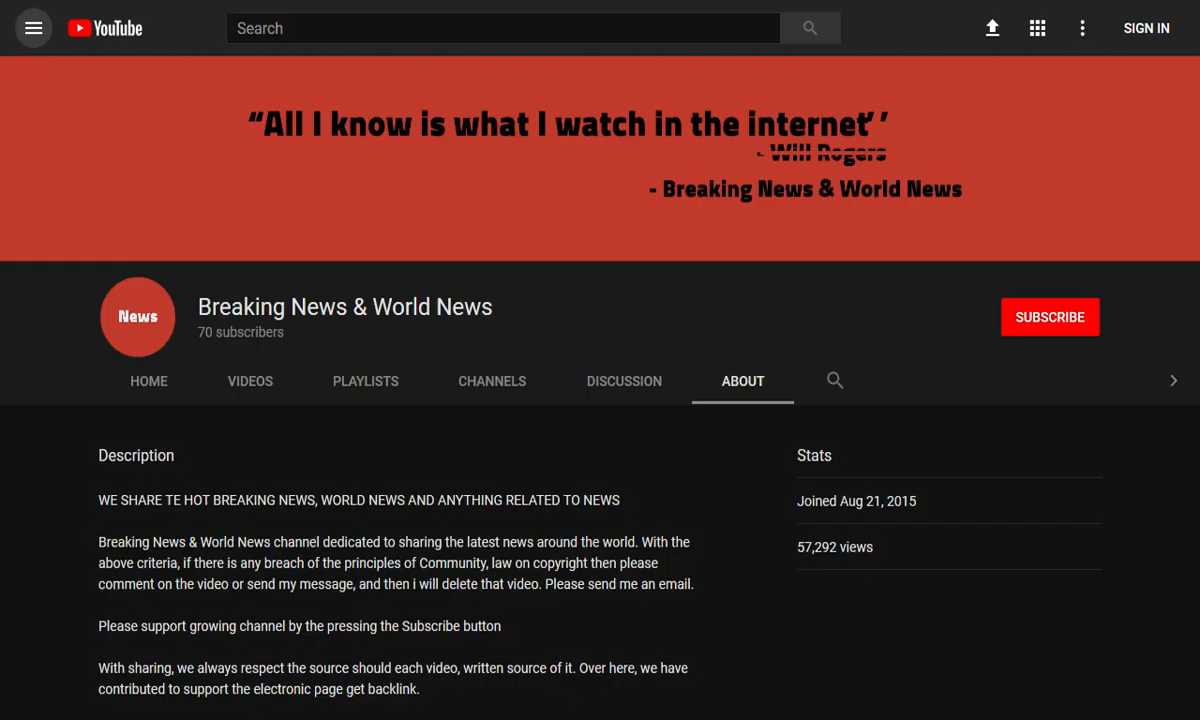 YouTube
Search
SIGN IN
“All I know is what I watch in the internet’’
- Will Rogers
- Breaking News & World News
News
Breaking News & World News
70 subscribers
SUBSCRIBE
HOME VIDEOS PLAYLISTS CHANNELS DISCUSSION ABOUT
Description
WE SHARE TE HOT BREAKING NEWS, WORLD NEWS AND ANYTHING RELATED TO NEWS
Breaking News & World News channel dedicated to sharing the latest news around the world. With the
above criteria, if there is any breach of the principles of Community, law on copyright then please
comment on the video or send my message, and then i will delete that video. Please send me an email.
Please support growing channel by the pressing the Subscribe button
With sharing, we always respect the source should each video, written source of it. Over here, we have
contributed to support the electronic page get backlink.
Stats
Joined Aug 21, 2015
57,292 views